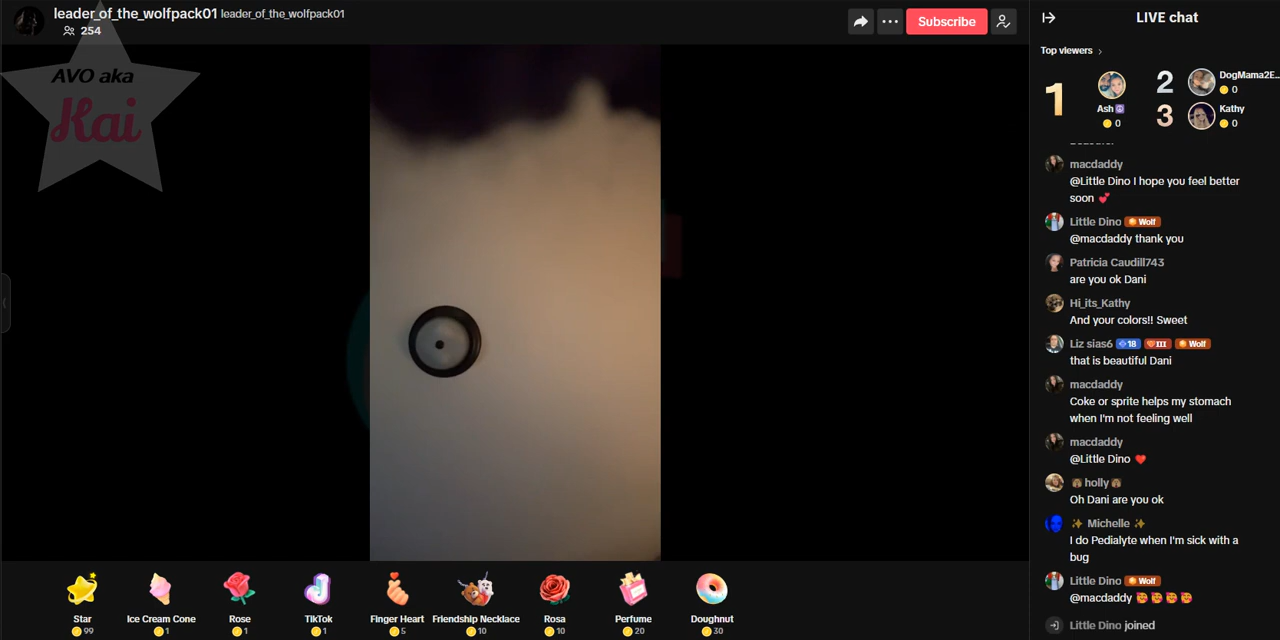 leader_of_the_wolfpack01 leader_of_the_wolfpack01
254
Subscribe
AVO aka
Kai
LIVE chat
Top viewers
1
Ash
0
2
DogMama2E...
0
3
Kathy
0
macdaddy
@Little Dino I hope you feel better
soon
Little Dino Wolf
@macdaddy thank you
Patricia Caudill743
are you ok Dani
Hi_its_Kathy
And your colors!! Sweet
Liz sias6 18 III Wolf
that is beautiful Dani
macdaddy
Coke or sprite helps my stomach
when I'm not feeling well
macdaddy
@Little Dino ❤️
🙈holly🙈
Oh Dani are you ok
✨ Michelle ✨
I do Pedialyte when I'm sick with a
bug
Little Dino Wolf
@macdaddy 🥰🥰🥰🥰
Little Dino joined
Star
99
Ice Cream Cone
1
Rose
1
TikTok
1
Finger Heart
5
Friendship Necklace
10
Rosa
10
Perfume
20
Doughnut
30